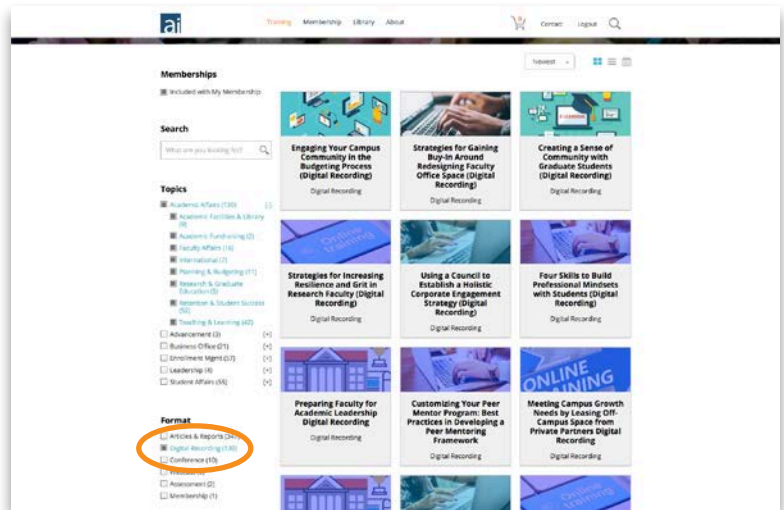 ai
Training Membership Library About
Contact Logout
Newest
Memberships
Included with My Membership
Search
What are you looking for?
Topics
Academic Affairs (130) [-]
Academic Facilities & Library
(9)
Academic Fundraising (2)
Faculty Affairs (14)
International (7)
Planning & Budgeting (11)
Research & Graduate
Education (5)
Retention & Student Success
(52)
Teaching & Learning (42)
Advancement (3) [+]
Business Office (21) [+]
Enrollment Mgmt (37) [+]
Leadership (4) [+]
Student Affairs (56) [+]
Format
Articles & Reports
Digital Recording (130)
Conference (10)
Assessment (2)
Membership (1)
Engaging Your Campus
Community in the
Budgeting Process
(Digital Recording)
Digital Recording
Strategies for Gaining
Buy-In Around
Redesigning Faculty
Office Space (Digital
Recording)
Digital Recording
E-LEARNING
Creating a Sense of
Community with
Graduate Students
(Digital Recording)
Digital Recording
Online
training
Strategies for Increasing
Resilience and Grit in
Research Faculty (Digital
Recording)
Digital Recording
Using a Council to
Establish a Holistic
Corporate Engagement
Strategy (Digital
Recording)
Digital Recording
Four Skills to Build
Professional Mindsets
with Students (Digital
Recording)
Digital Recording
Preparing Faculty for
Academic Leadership
Digital Recording
Digital Recording
Customizing Your Peer
Mentor Program: Best
Practices in Developing a
Peer Mentoring
Framework
Digital Recording
ONLINE
Meeting Campus Growth
Needs by Leasing Off-
Campus Space from
Private Partners Digital
Recording
Digital Recording
Online
training